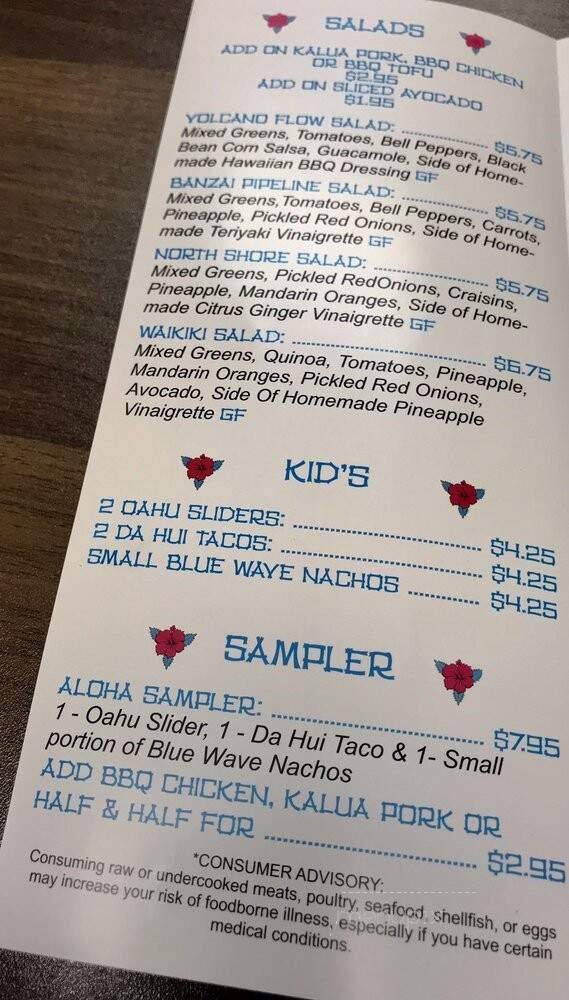 SALADS
ADD ON KALUA PORK, BBQ CHICKEN
OR BBQ TOFU
$2.95
ADD ON SLICED AVOCADO
$1.95
VOLCANO FLOW SALAD: ........................ $5.75
Mixed Greens, Tomatoes, Bell Peppers, Black
Bean Corn Salsa, Guacamole, Side of Home-
made Hawaiian BBQ Dressing GF
BANZAI PIPELINE SALAD: ........................ $5.75
Mixed Greens, Tomatoes, Bell Peppers, Carrots,
Pineapple, Pickled Red Onions, Side of Home-
made Teriyaki Vinaigrette GF
NORTH SHORE SALAD: ........................ $5.75
Mixed Greens, Pickled RedOnions, Craisins,
Pineapple, Mandarin Oranges, Side of Home-
made Citrus Ginger Vinaigrette GF
WAIKIKI SALAD: ........................ $6.75
Mixed Greens, Quinoa, Tomatoes, Pineapple,
Mandarin Oranges, Pickled Red Onions,
Avocado, Side Of Homemade Pineapple
Vinaigrette GF
KID'S
2 OAHU SLIDERS: ........................ $4.25
2 DA HUI TACOS: ........................ $4.25
SMALL BLUE WAVE NACHOS ............ $4.25
SAMPLER
ALOHA SAMPLER: ........................ $7.95
1 - Oahu Slider, 1 - Da Hui Taco & 1- Small
portion of Blue Wave Nachos
ADD BBQ CHICKEN, KALUA PORK OR
HALF & HALF FOR ........................ $2.95
*CONSUMER ADVISORY:
Consuming raw or undercooked meats, poultry, seafood, shellfish, or eggs
may increase your risk of foodborne illness, especially if you have certain
medical conditions.